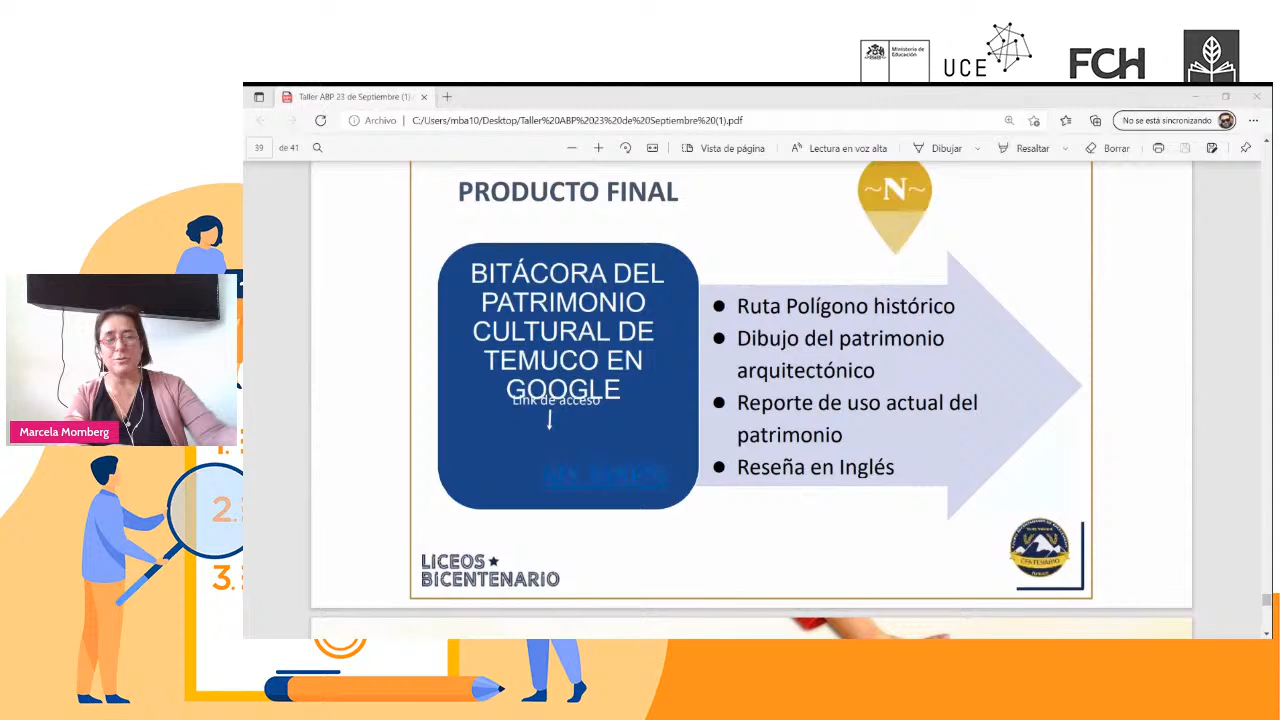 Ministerio de
Educación
UCE
FCH
Taller ABP 23 de Septiembre (1)
Archivo
C:/Users/mba10/Desktop/Taller%20ABP%2023%20de%20Septiembre%20(1).pdf
No se está sincronizando
39 de 41
Vista de página
Lectura en voz alta
Dibujar
Resaltar
Borrar
PRODUCTO FINAL
~N~
BITÁCORA DEL
PATRIMONIO
CULTURAL DE
TEMUCO EN
GOOGLE
Link de acceso
● Ruta Polígono histórico
● Dibujo del patrimonio
arquitectónico
● Reporte de uso actual del
patrimonio
● Reseña en Inglés
LICEOS
BICENTENARIO
Marcela Momberg
1.
2.
3.